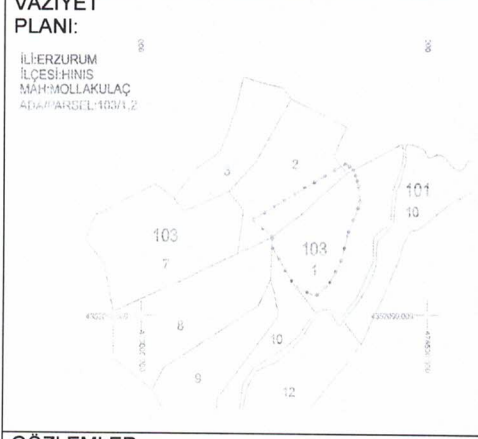 VAZİYET
PLANI:
İLİ:ERZURUM
İLÇESİ:HINIS
MAH:MOLLAKULAÇ
ADA/PARSEL:103/1,2
2
3
101
10
103
7
103
1
8
10
9
12
GÖZLEMLER